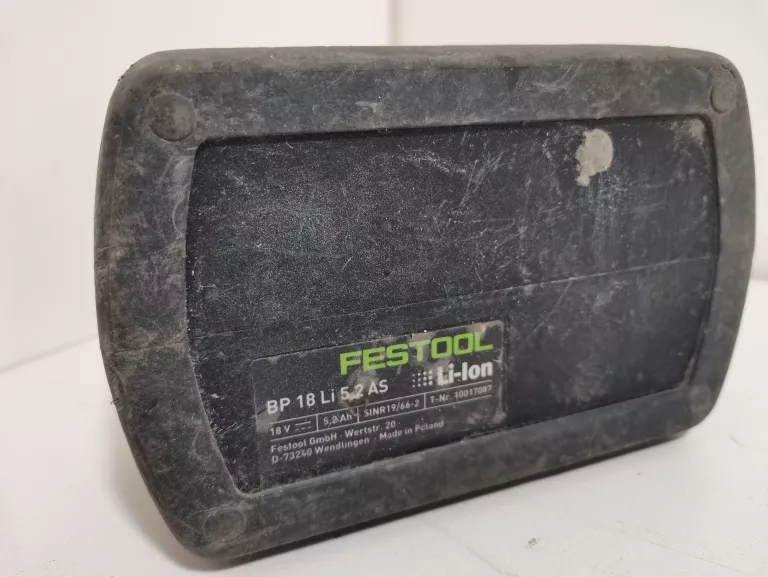 FESTOOL
BP 18 Li 5,2 AS Li-Ion
18 V 5,2 Ah 5INR19/66-2 T-Nr. 10017087
Festool GmbH · Wertstr. 20 ·
D-73240 Wendlingen · Made in Poland